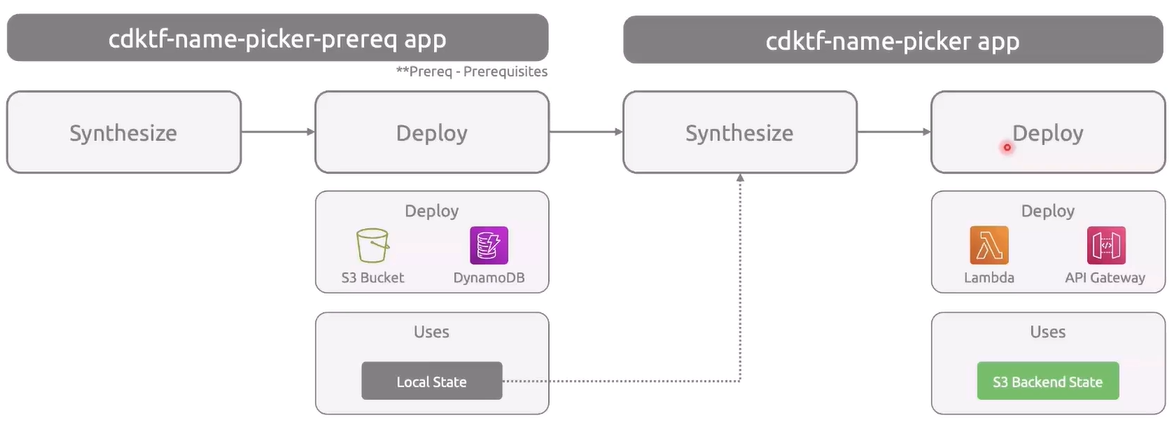 cdktf-name-picker-prereq app
cdktf-name-picker app
**Prereq - Prerequisites
Synthesize
Deploy
Synthesize
Deploy
Deploy
S3 Bucket
DynamoDB
Deploy
Lambda
API Gateway
Uses
Local State
Uses
S3 Backend State